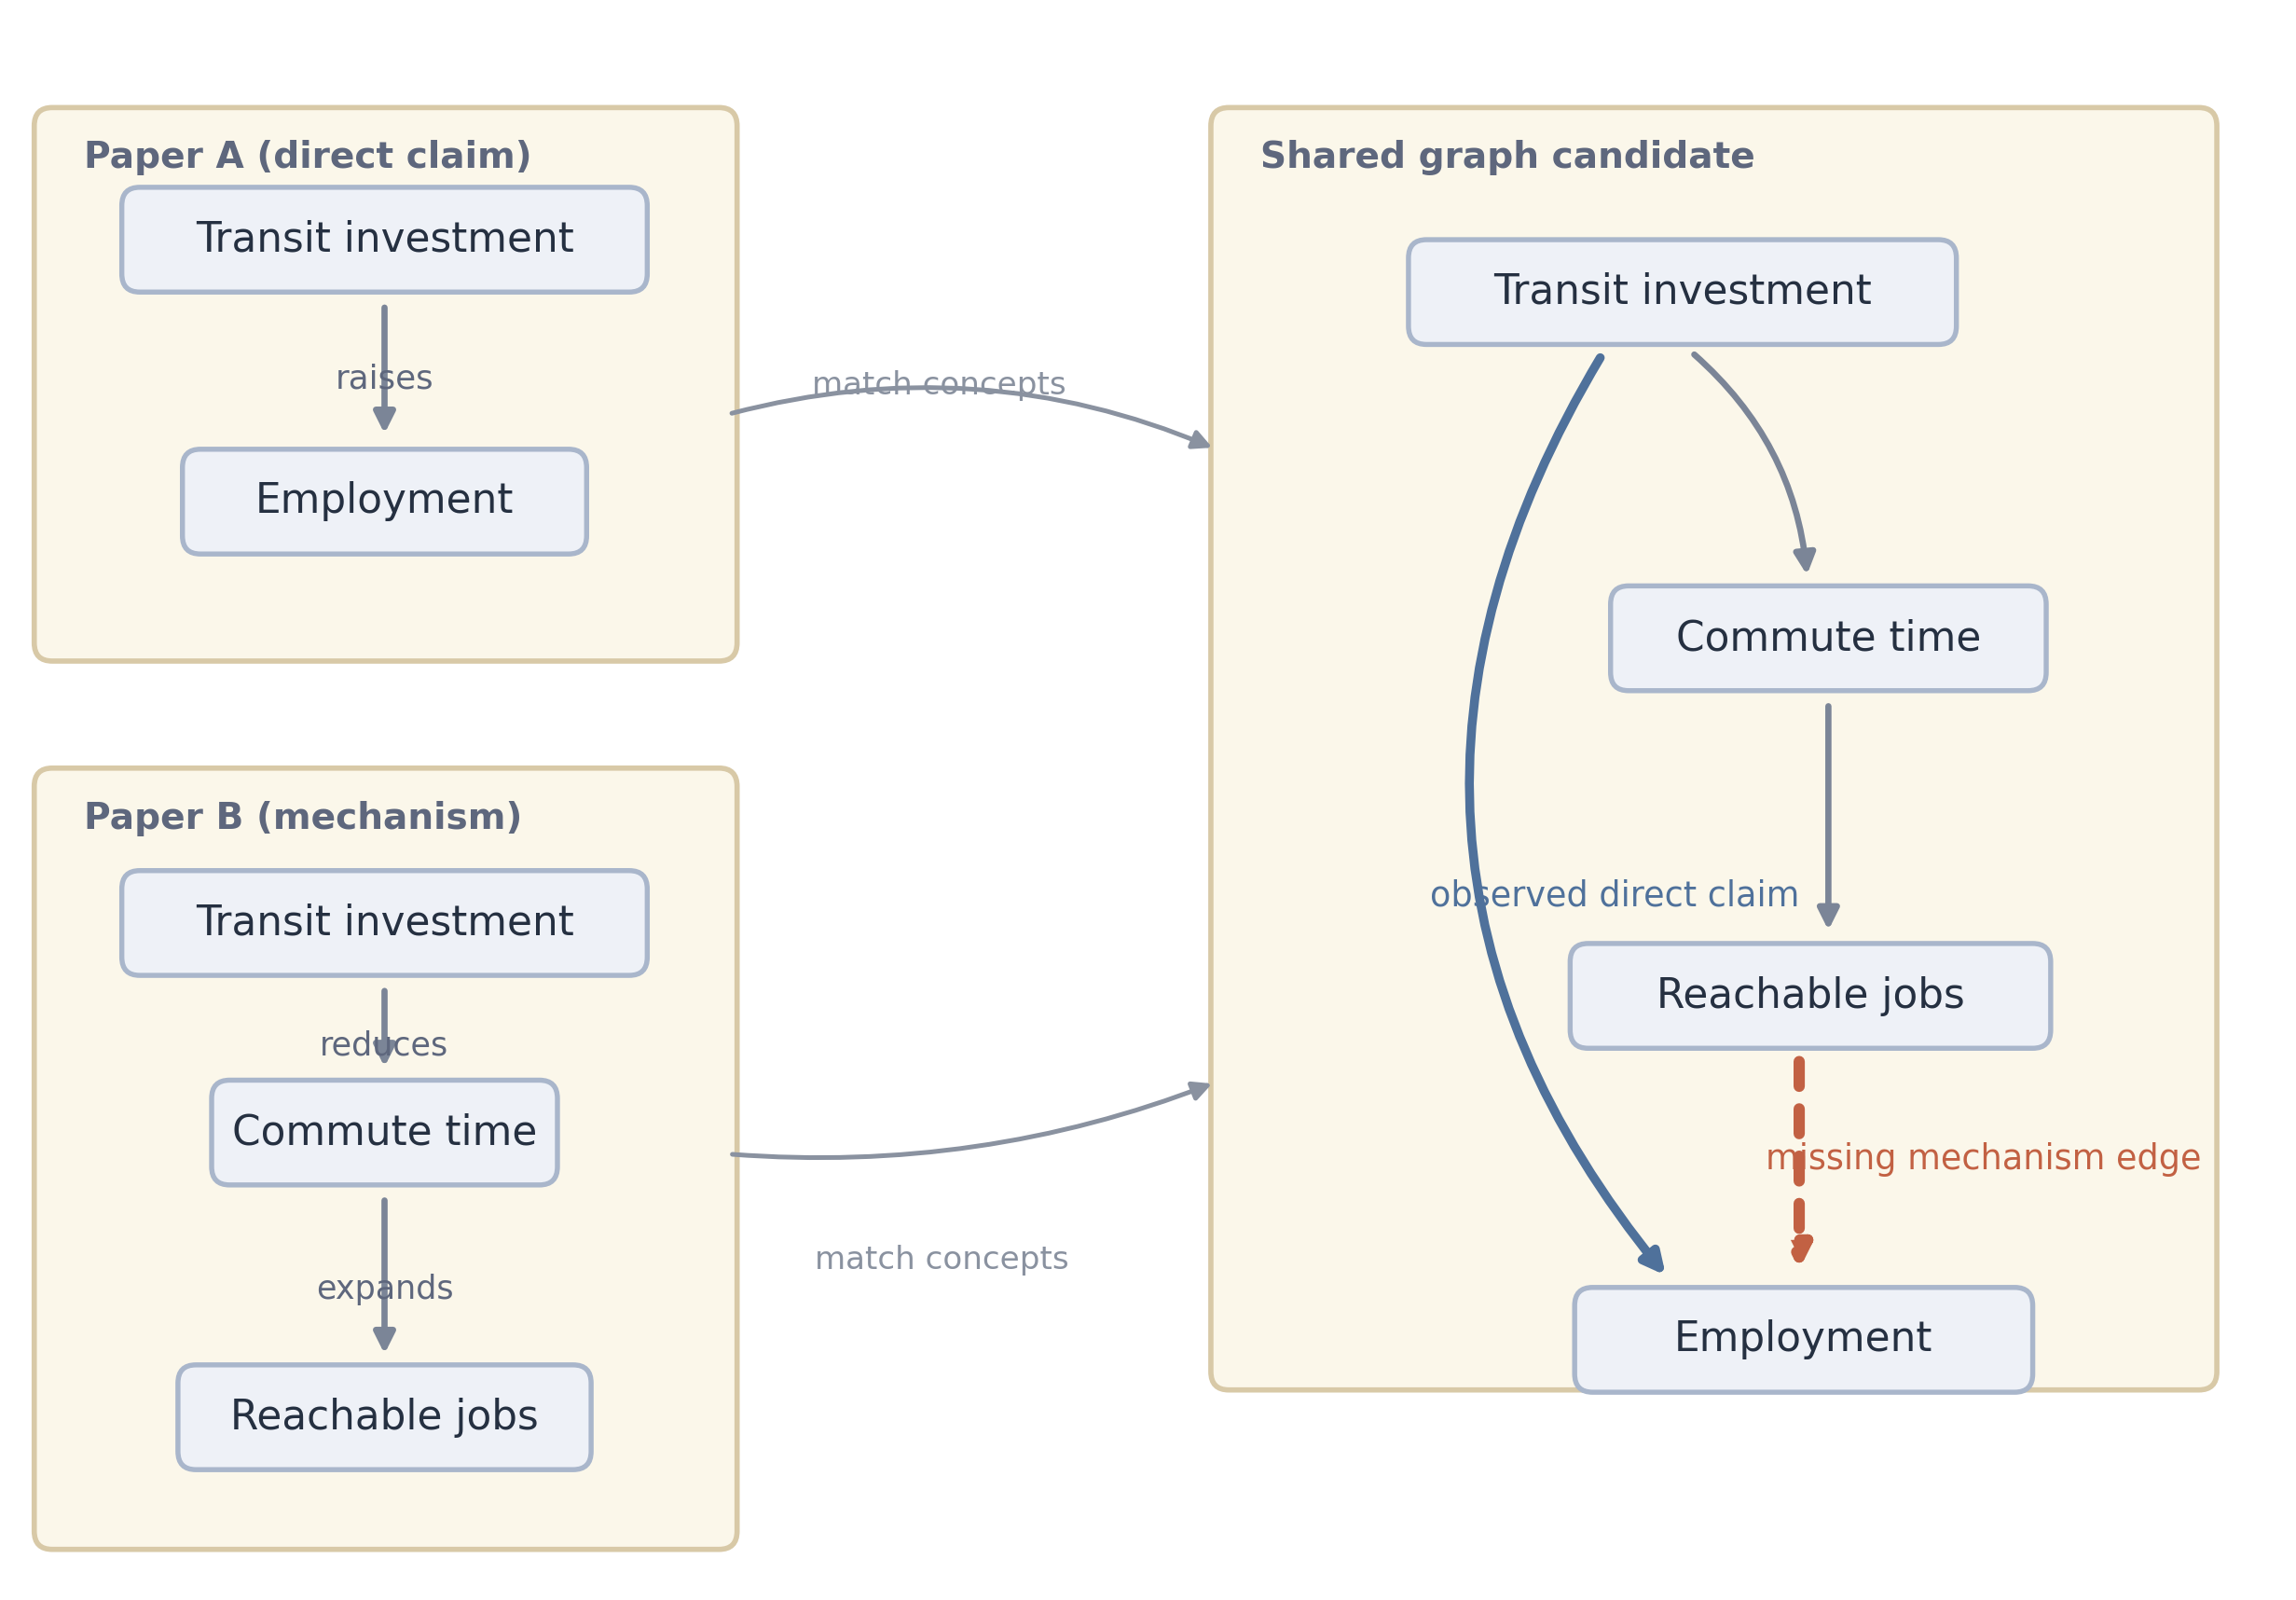 Paper A (direct claim)
Transit investment
raises
Employment
match concepts
Paper B (mechanism)
Transit investment
reduces
Commute time
expands
Reachable jobs
match concepts
Shared graph candidate
Transit investment
Commute time
observed direct claim
Reachable jobs
missing mechanism edge
Employment